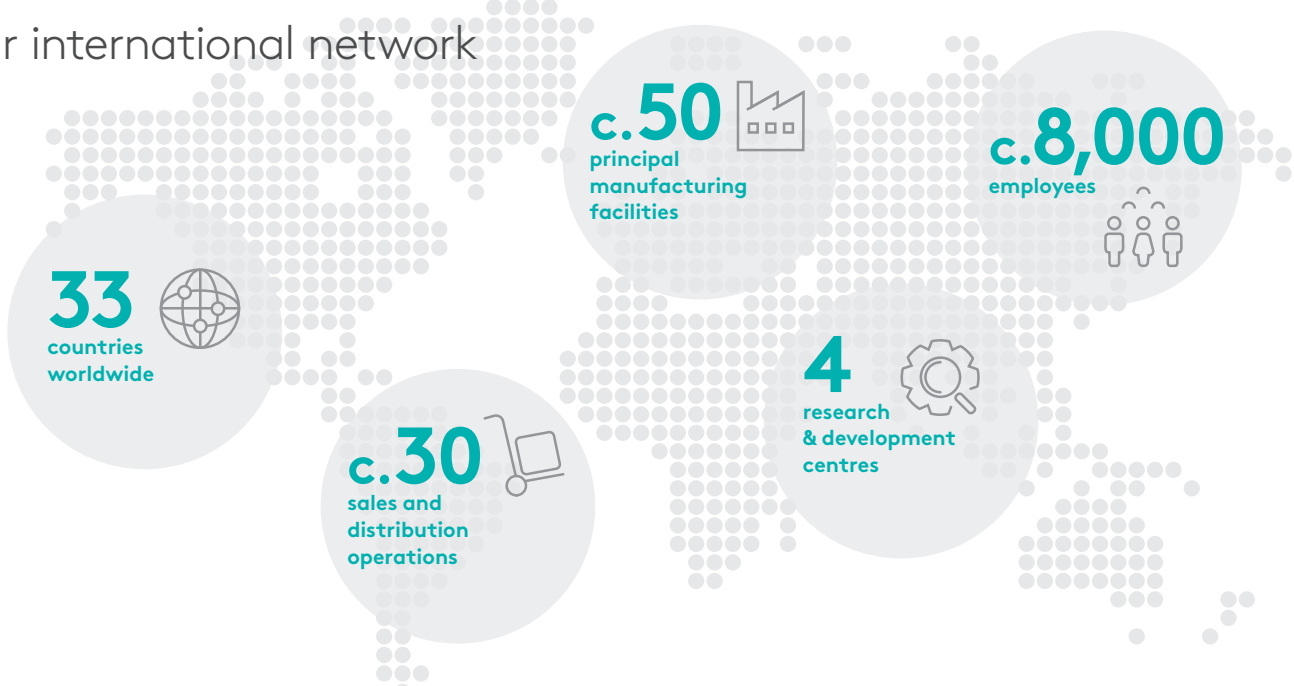 r international network
c.50
principal
manufacturing
facilities
c.8,000
employees
33
countries
worldwide
4
research
& development
centres
c.30
sales and
distribution
operations